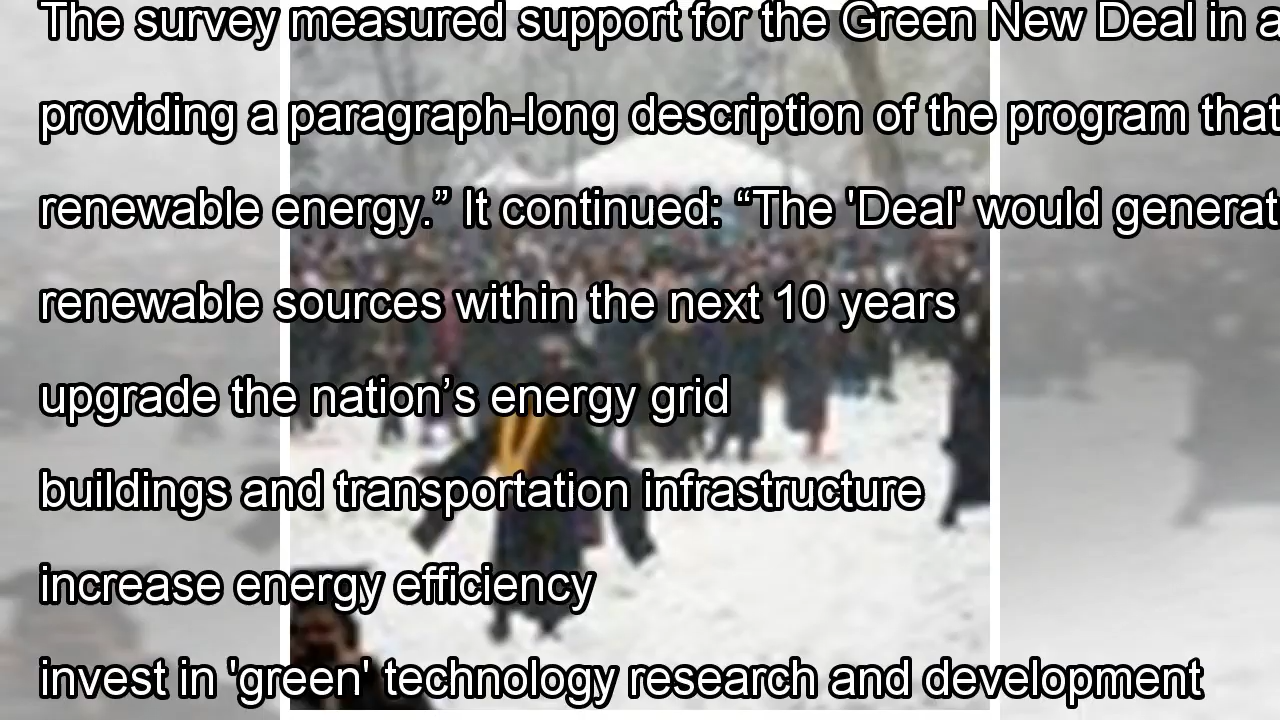 The survey measured support for the Green New Deal in a
providing a paragraph-long description of the program that
renewable energy.” It continued: “The 'Deal' would generat
renewable sources within the next 10 years
upgrade the nation’s energy grid
buildings and transportation infrastructure
increase energy efficiency
invest in 'green' technology research and development